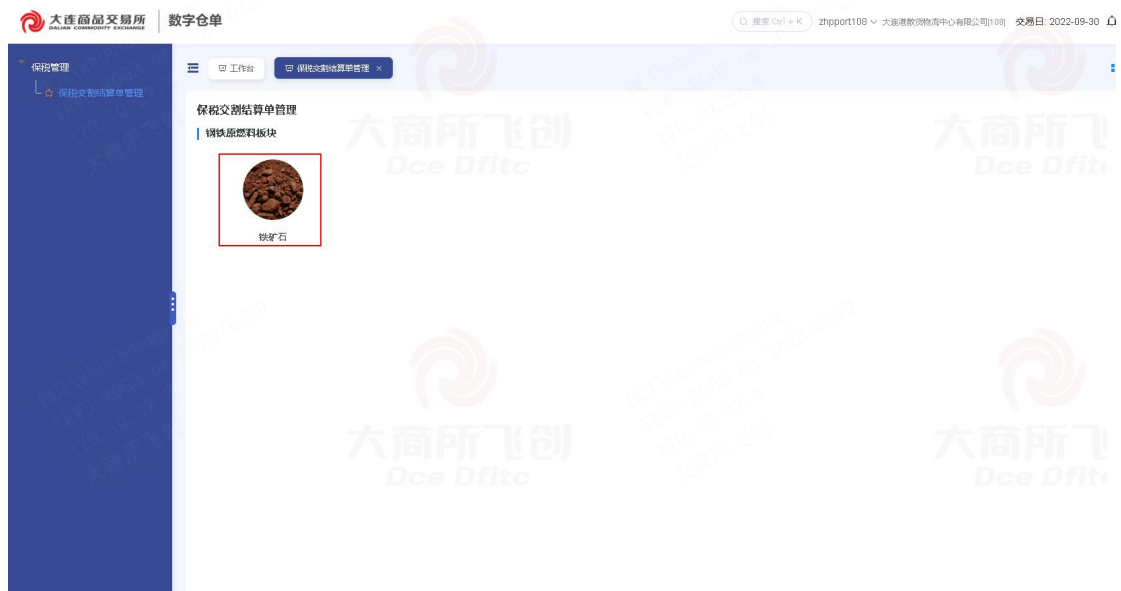 大连商品交易所
DALIAN COMMODITY EXCHANGE
数字仓单
搜索 Ctrl + K
zhpport108
大连港散货物流中心有限公司[108]
交易日: 2022-09-30
保税管理
保税交割结算单管理
工作台
保税交割结算单管理 ×
保税交割结算单管理
钢铁原燃料板块
铁矿石
大商所飞创
Dce Dfitc
大商所飞
Dce Dfitc
大商所飞创
Dce Dfitc
大商所飞
Dce Dfitc